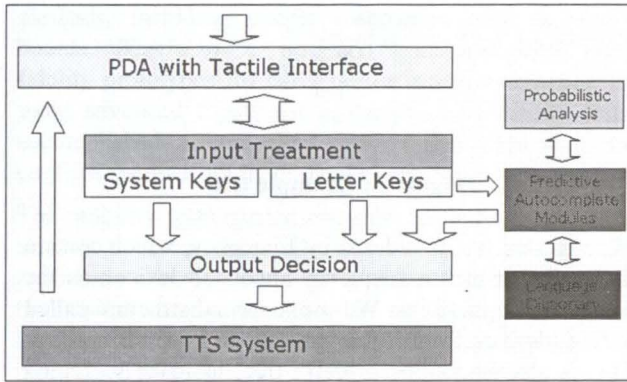 PDA with Tactile Interface
Probabilistic
Analysis
Input Treatment
System Keys Letter Keys
Predictive
Autocomplete
Modules
Output Decision
Language
Dictionary
TTS System